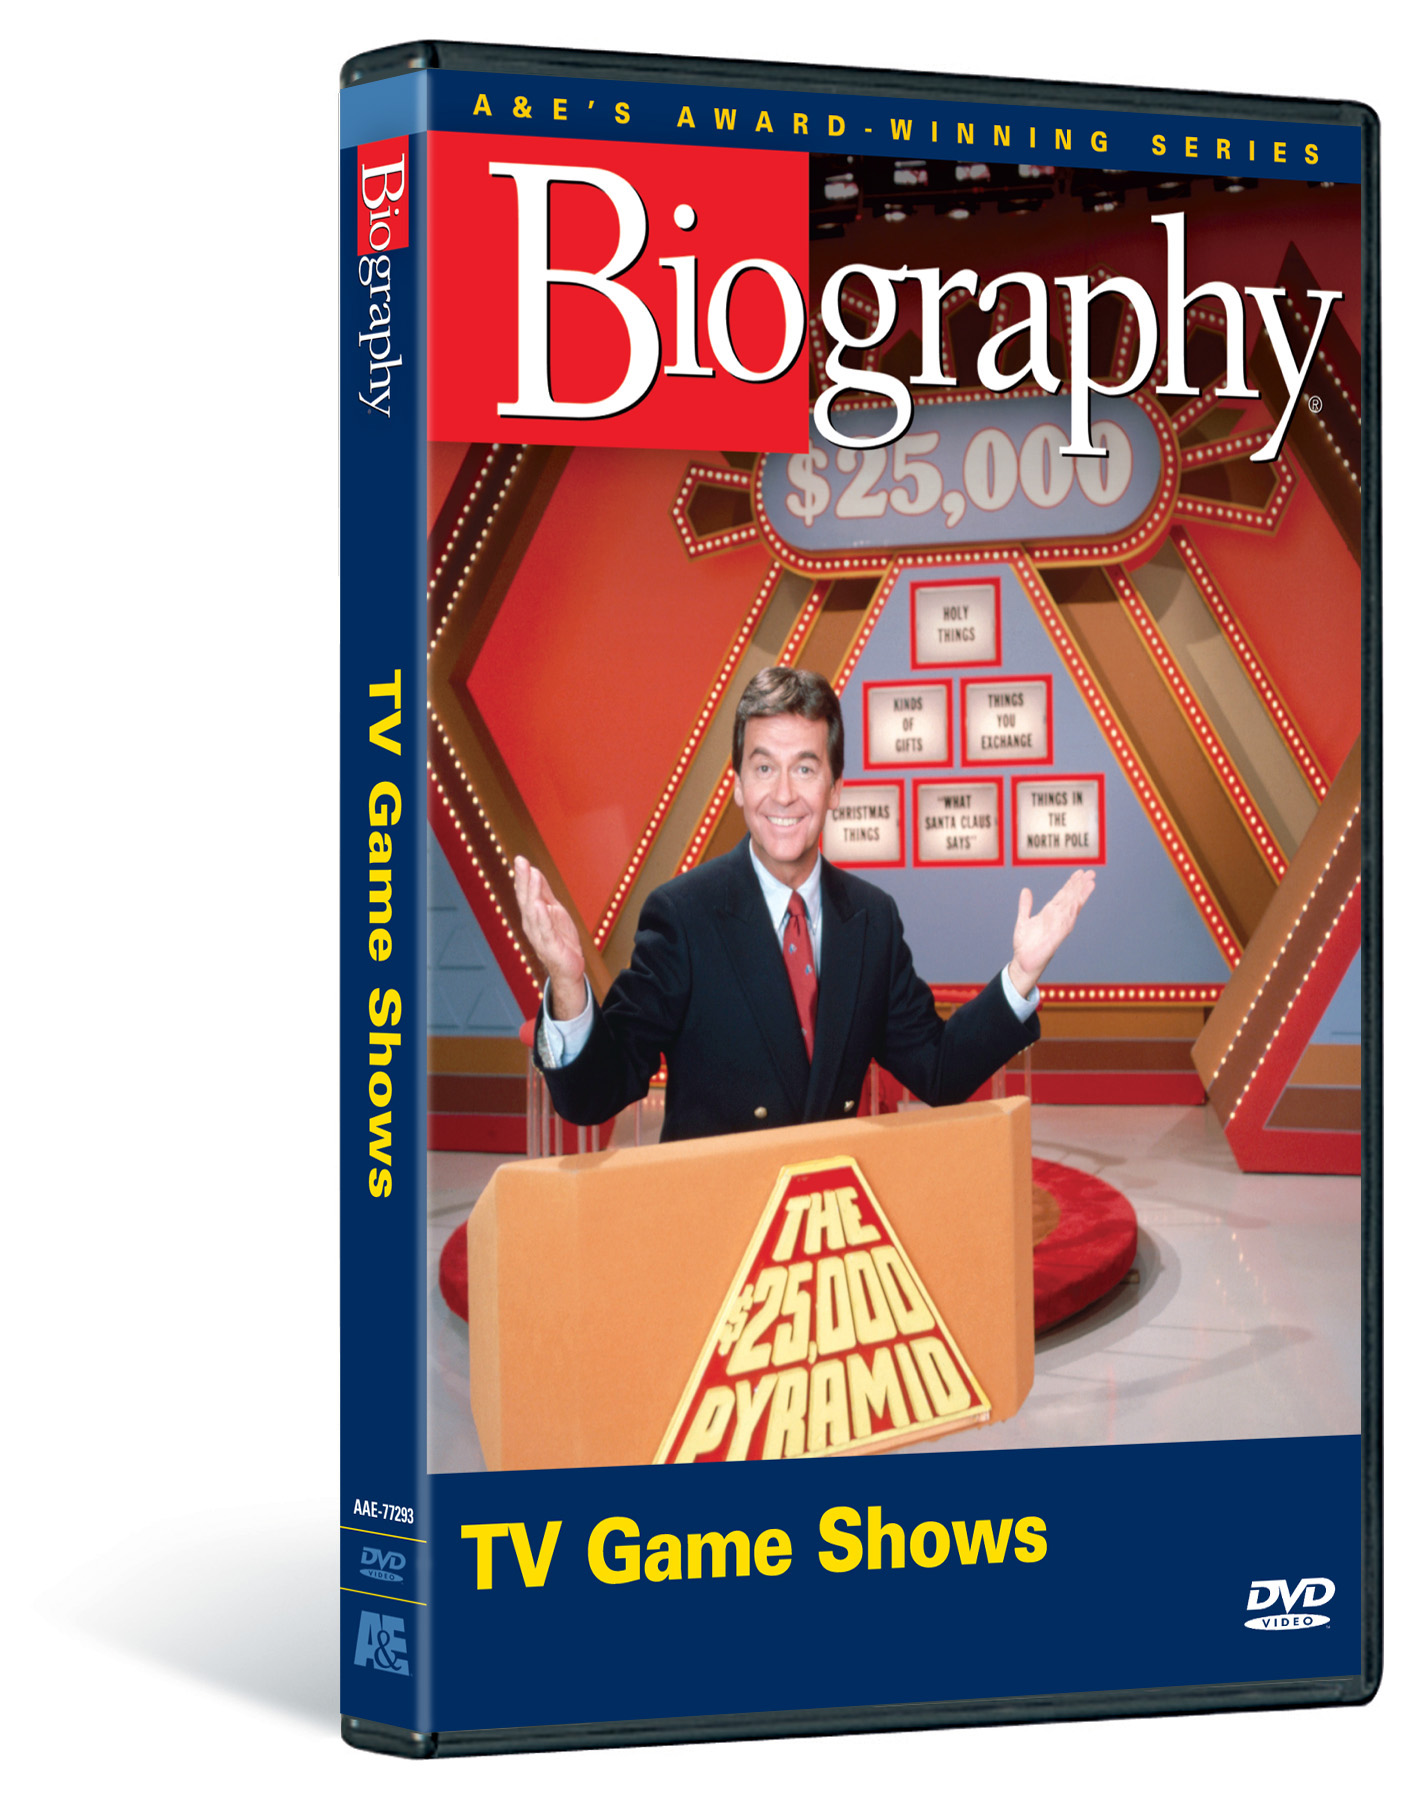 A&E'S AWARD-WINNING SERIES
Biography®
$25,000
HOLY
THINGS
KINDS
OF
GIFTS
THINGS
YOU
EXCHANGE
CHRISTMAS
THINGS
"WHAT
SANTA CLAUS
SAYS"
THINGS IN
THE
NORTH POLE
THE
$25,000
PYRAMID
TV Game Shows
DVD
VIDEO
Biography
TV Game Shows
AAE-77293
DVD
VIDEO
A&E